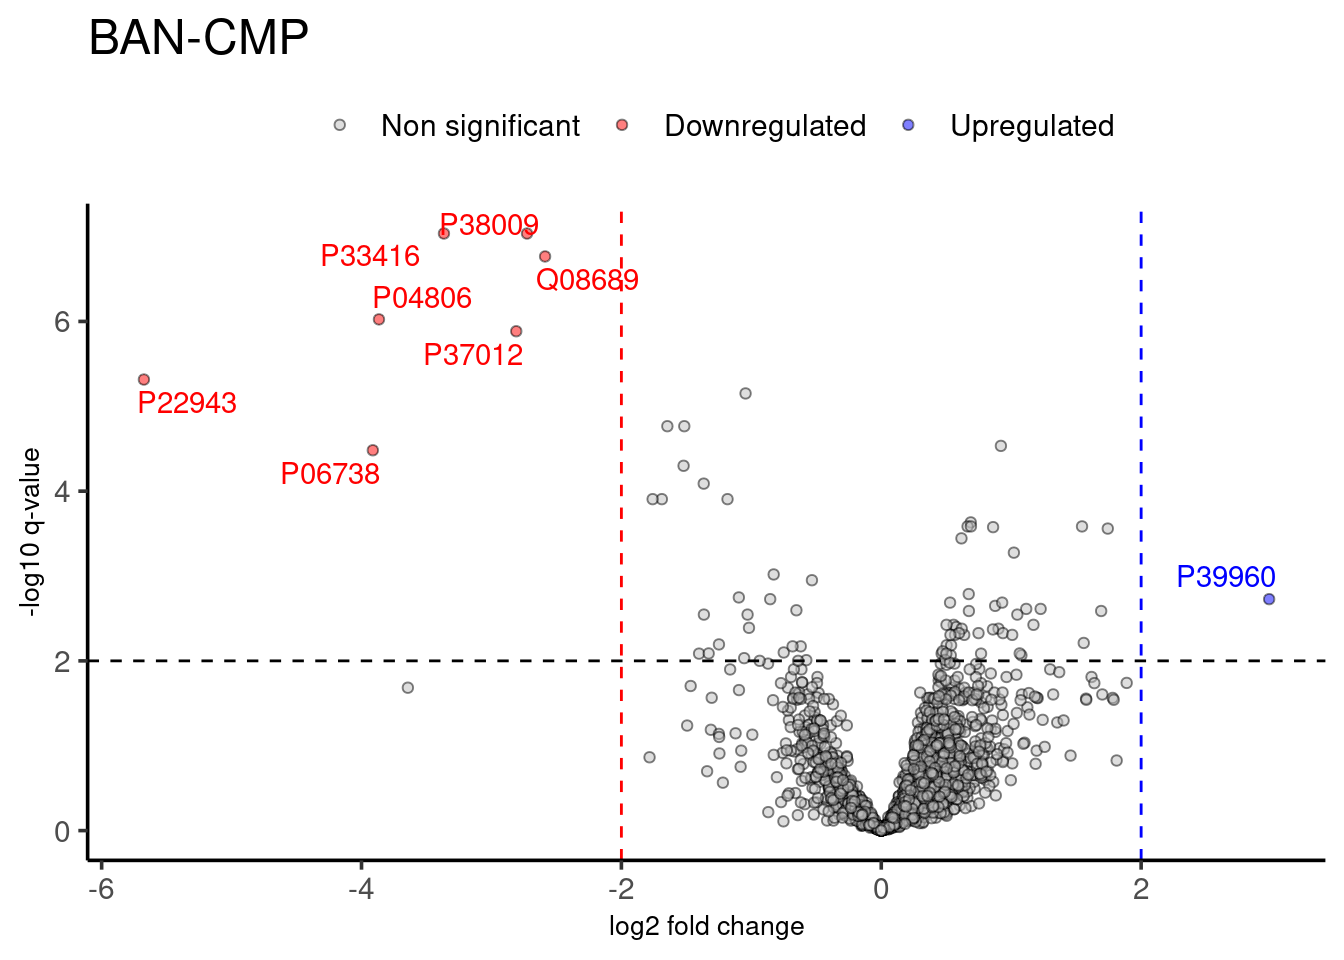 BAN-CMP
Non significant Downregulated Upregulated
P38009
P33416
Q08689
P04806
P37012
P22943
P06738
P39960
-log10 q-value
6
4
2
0
-6 -4 -2 0 2
log2 fold change